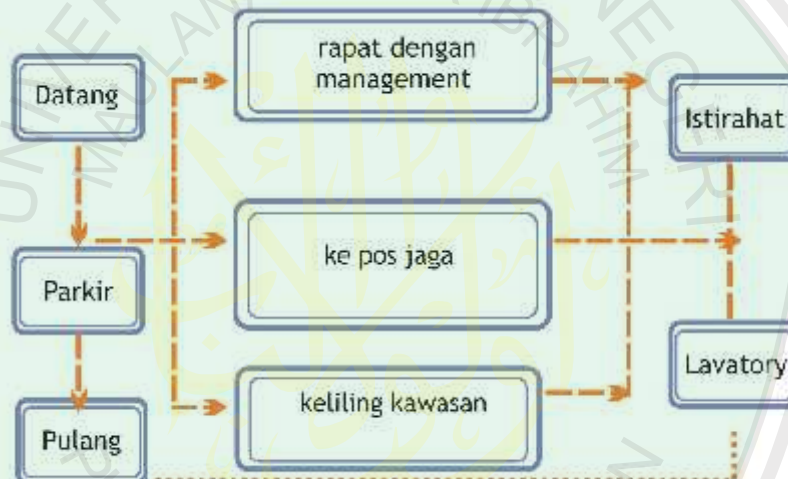 Datang
rapat dengan
management
Istirahat
ke pos jaga
Parkir
keliling kawasan
Lavatory
Pulang